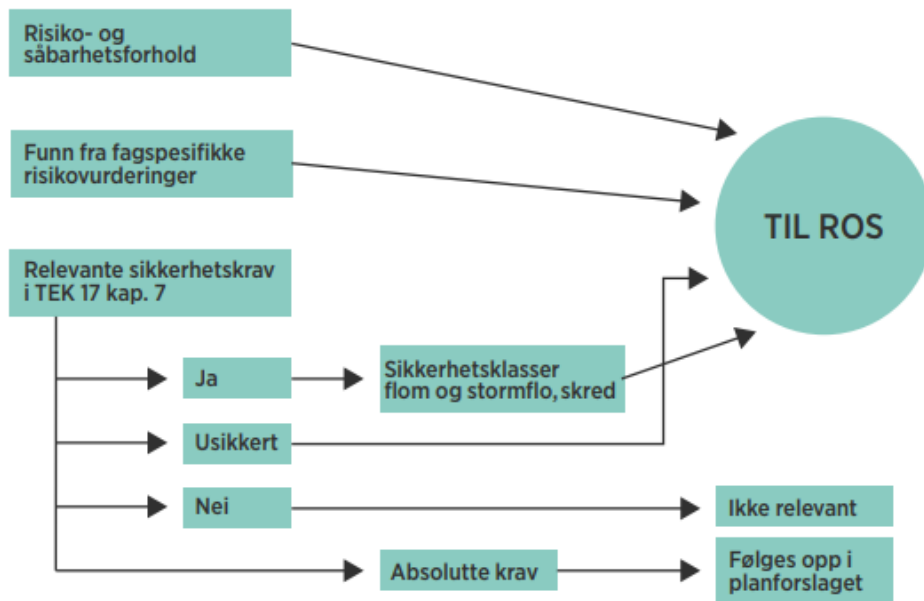 Risiko- og
såbarhetsforhold
Funn fra fagspesifikke
risikovurderinger
TIL ROS
Relevante sikkerhetskrav
i TEK 17 kap. 7
Ja
Sikkerhetsklasser
flom og stormflo, skred
Usikkert
Nei
Ikke relevant
Absolutte krav
Følges opp i
planforslaget